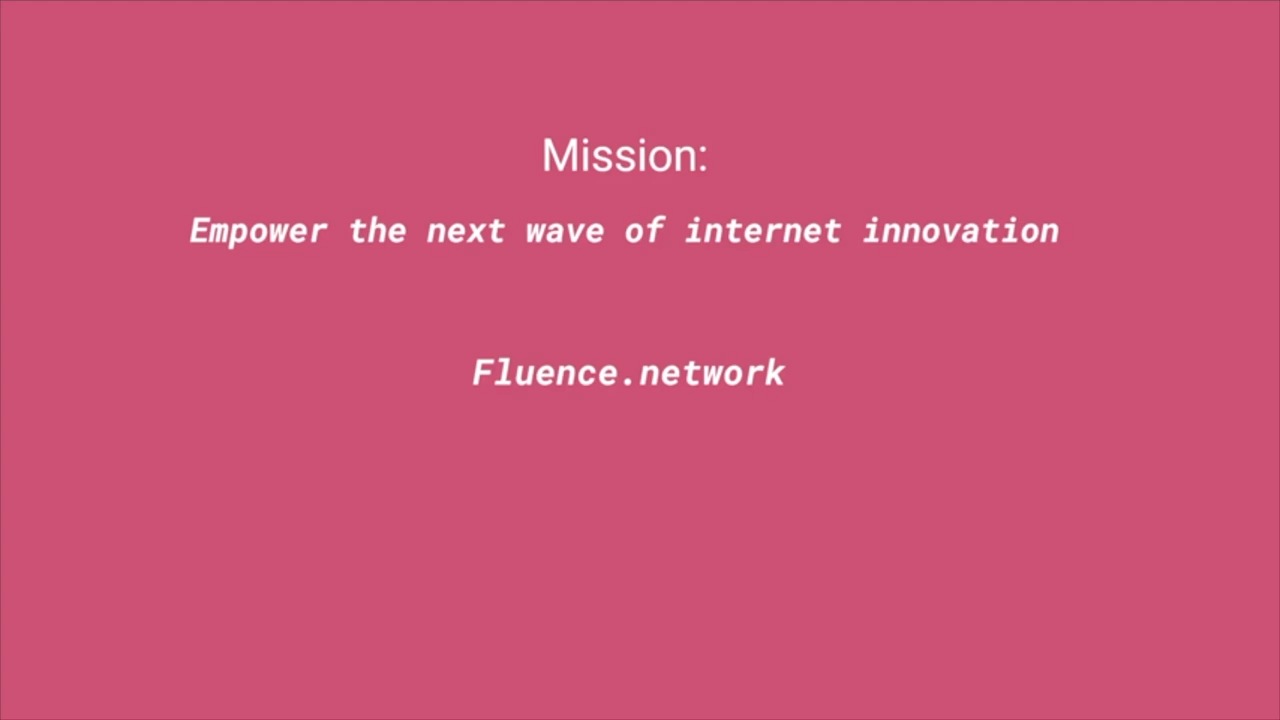 Mission:
Empower the next wave of internet innovation
Fluence.network